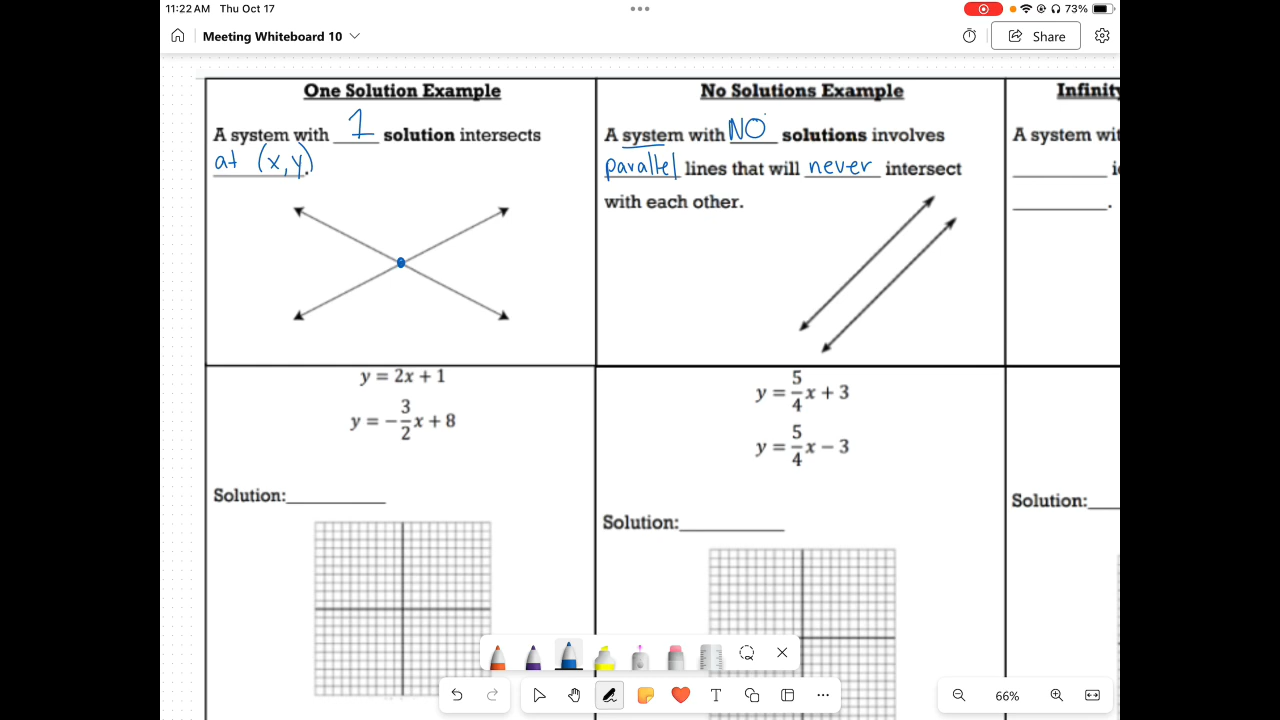 11:22 AM Thu Oct 17
73%
Meeting Whiteboard 10
Share
One Solution Example
A system with 1 solution intersects
at (x,y).
y = 2x + 1
y = -3/2x + 8
Solution:
No Solutions Example
A system with NO solutions involves
parallel lines that will never intersect
with each other.
y = 5/4x + 3
y = 5/4x - 3
Solution:
Infinity
A system wit
Solution:
66%